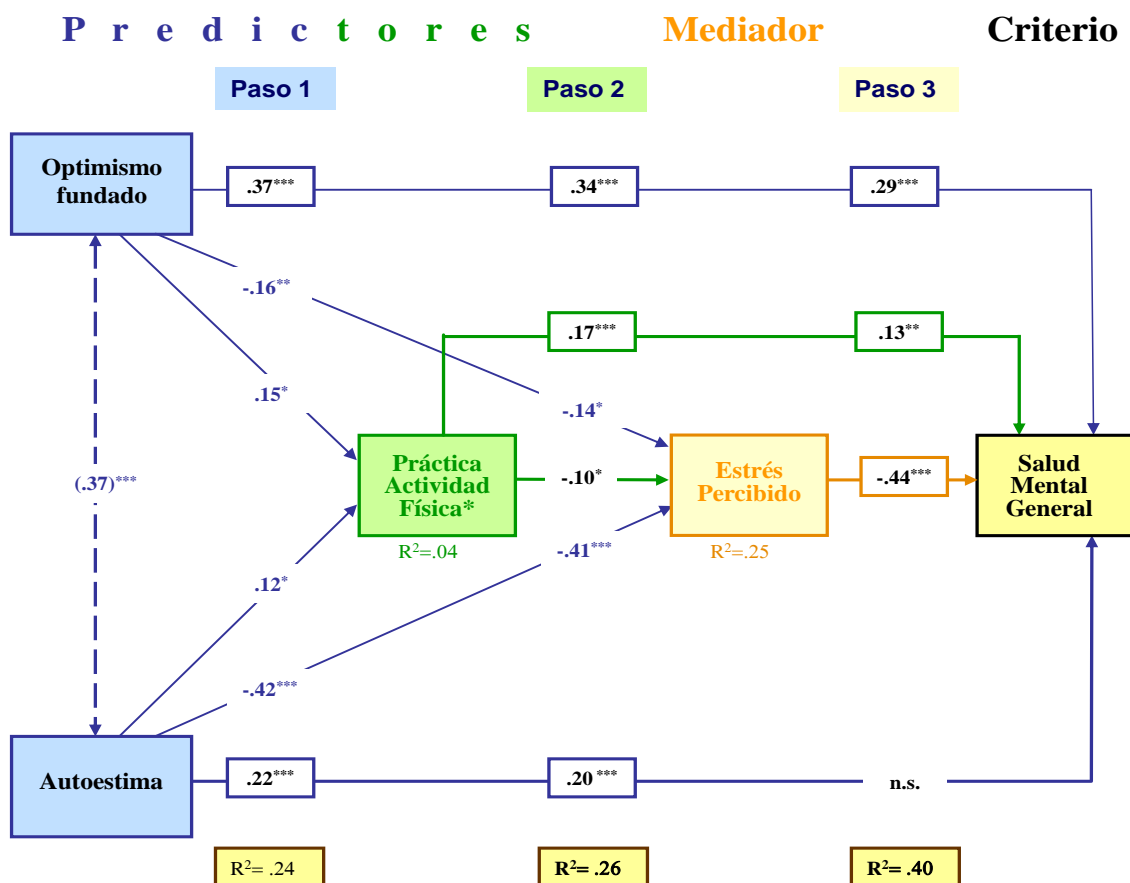 P r e d i c t o r e s Mediador Criterio
Paso 1 Paso 2 Paso 3
Optimismo
fundado
.37*** .34*** .29***
-.16**
.17*** .13**
.15*
-.14*
(.37)***
Práctica
Actividad
Física*
-.10*
Estrés
Percibido
-.44***
Salud
Mental
General
R²=.04
-.41***
R²=.25
.12*
-.42***
Autoestima
.22*** .20*** n.s.
R²= .24 R²= .26 R²= .40